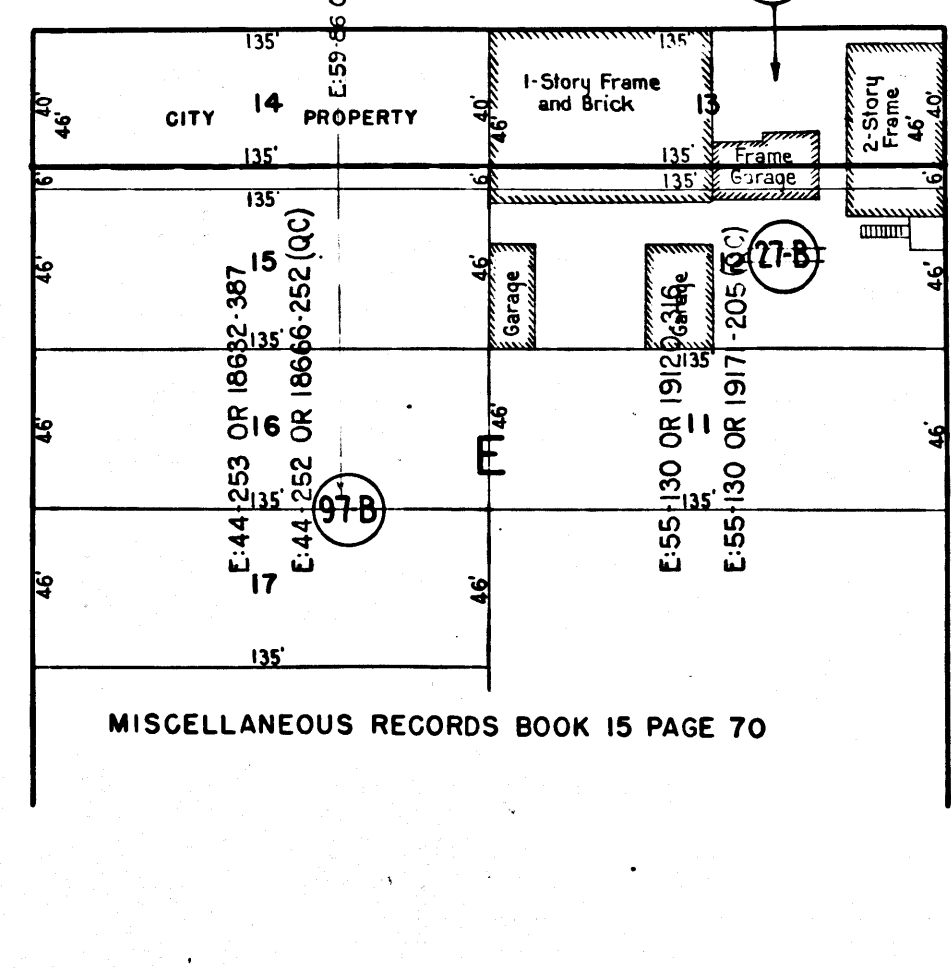 135'
135'
E:59-86
40'
46'
14
CITY PROPERTY
40'
46'
1-Story Frame
and Brick
13
2-Story
Frame
46'
40'
135'
135'
Frame
Garage
6'
135'
6'
135'
6'
46'
15
46'
Garage
Garage
12
27-B
46'
135'
135'
E:44-253 OR 18632-387
E:44-252 OR 18666-252 (QC)
E:55-130 OR 19120-316
E:55-130 OR 1917 -205
46'
16
46'
E
11
46'
135'
97-B
135'
46'
17
46'
135'
MISCELLANEOUS RECORDS BOOK 15 PAGE 70